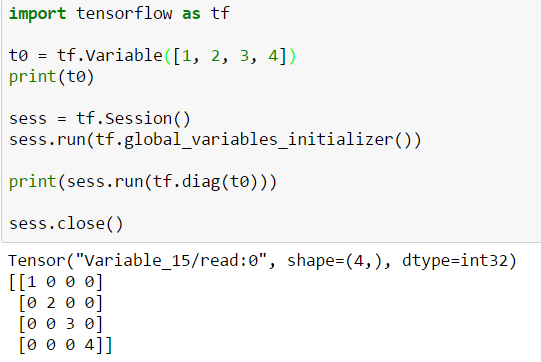 import tensorflow as tf
t0 = tf.Variable([1, 2, 3, 4])
print(t0)
sess = tf.Session()
sess.run(tf.global_variables_initializer())
print(sess.run(tf.diag(t0)))
sess.close()
Tensor("Variable_15/read:0", shape=(4,), dtype=int32)
[[1 0 0 0]
 [0 2 0 0]
 [0 0 3 0]
 [0 0 0 4]]